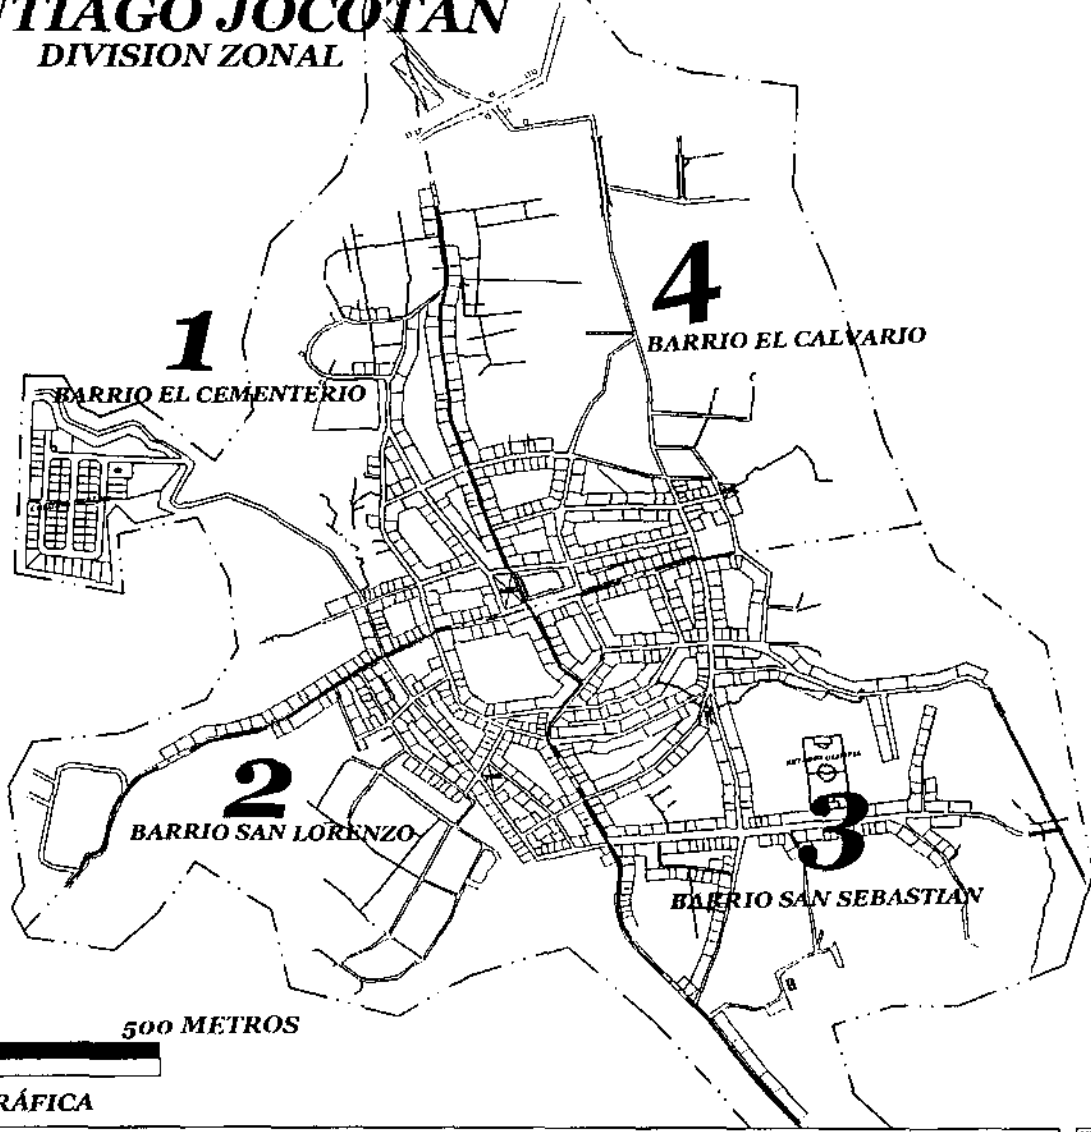 TIAGO JOCOTAN
DIVISION ZONAL
4
BARRIO EL CALVARIO
1
BARRIO EL CEMENTERIO
2
BARRIO SAN LORENZO
3
BARRIO SAN SEBASTIAN
500 METROS
RÁFICA